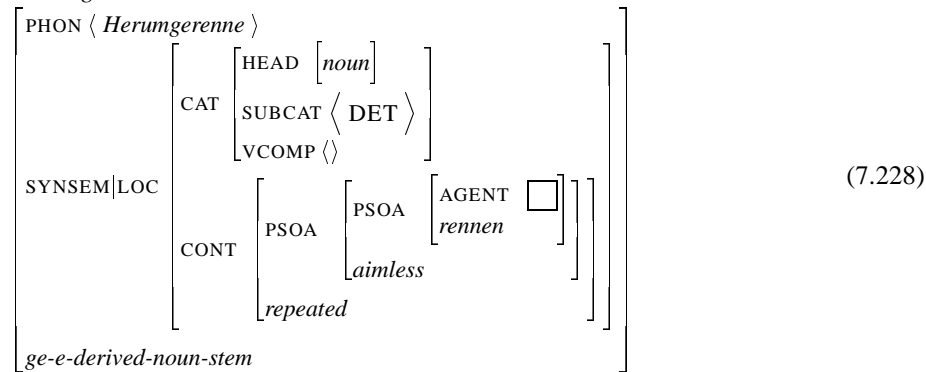 PHON ⟨ Herumgerenne ⟩
HEAD [noun]
CAT SUBCAT ⟨ DET ⟩
VCOMP ⟨⟩
SYNSEM|LOC (7.228)
AGENT □
PSOA rennen
PSOA
CONT aimless
repeated
ge-e-derived-noun-stem